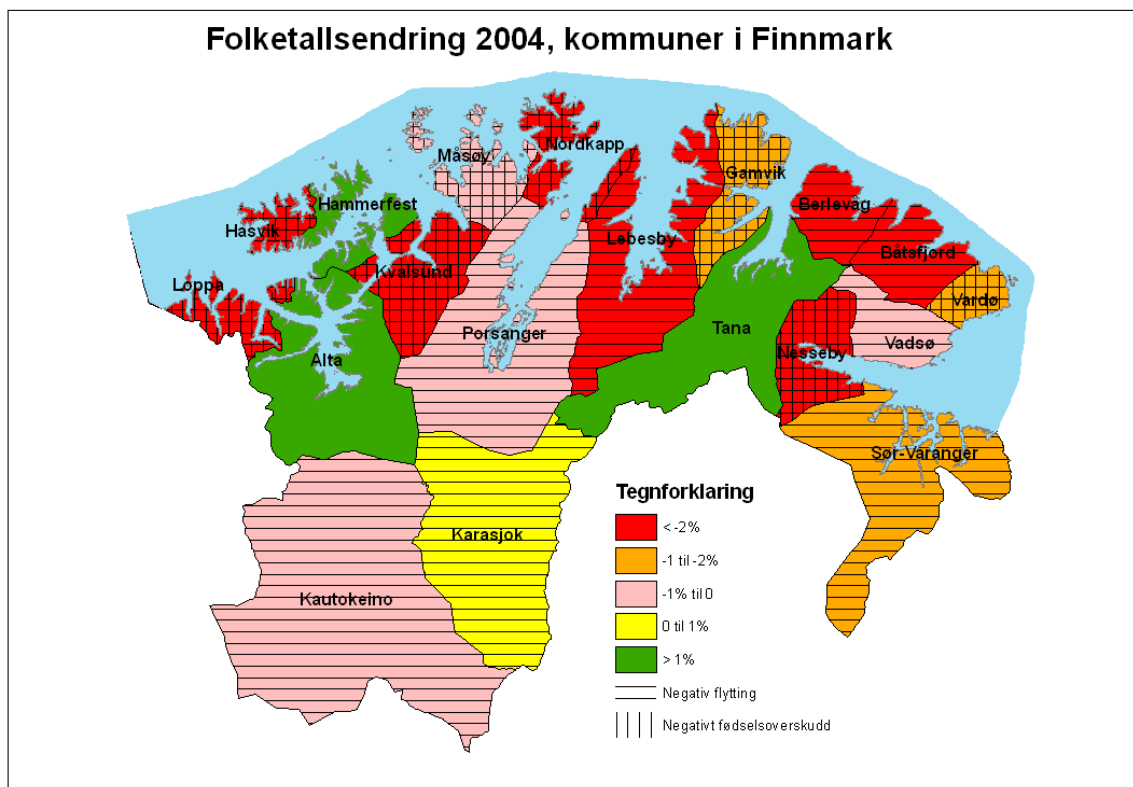 Folketallsendring 2004, kommuner i Finnmark
Måsøy
Nordkapp
Gamvik
Hammerfest
Berlevag
Hasvik
Lebesby
Båtsfjord
Kvalsund
Loppa
Vardø
Porsanger
Tana
Vadsø
Alta
Nesseby
Sør-Varanger
Karasjok
Kautokeino
Tegnforklaring
< -2%
-1 til -2%
-1% til 0
0 til 1%
> 1%
Negativ flytting
Negativt fødselsoverskudd